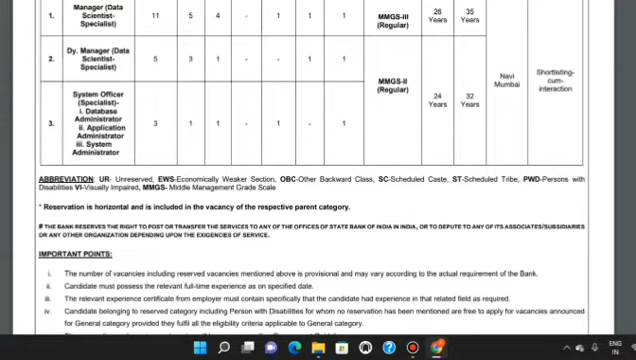 1. Manager (Data Scientist- Specialist) 11 5 4 - 1 1 1 MMGS-III (Regular) 26 Years 35 Years
2. Dy. Manager (Data Scientist- Specialist) 5 3 1 - - 1 1 MMGS-II (Regular) 24 Years 32 Years Navi Mumbai Shortlisting- cum- interaction
3. System Officer (Specialist)- i. Database Administrator ii. Application Administrator iii. System Administrator 3 1 1 - 1 - 1
ABBREVIATION: UR- Unreserved, EWS-Economically Weaker Section, OBC-Other Backward Class, SC-Scheduled Caste, ST-Scheduled Tribe, PWD-Persons with
Disabilities VI-Visually Impaired, MMGS- Middle Management Grade Scale
* Reservation is horizontal and is included in the vacancy of the respective parent category.
# THE BANK RESERVES THE RIGHT TO POST OR TRANSFER THE SERVICES TO ANY OF THE OFFICES OF STATE BANK OF INDIA IN INDIA, OR TO DEPUTE TO ANY OF ITS ASSOCIATES/SUBSIDIARIES
OR ANY OTHER ORGANIZATION DEPENDING UPON THE EXIGENCIES OF SERVICE.
IMPORTANT POINTS:
i. The number of vacancies including reserved vacancies mentioned above is provisional and may vary according to the actual requirement of the Bank.
ii. Candidate must possess the relevant full-time experience as on specified date.
iii. The relevant experience certificate from employer must contain specifically that the candidate had experience in that related field as required.
iv. Candidate belonging to reserved category including Person with Disabilities for whom no reservation has been mentioned are free to apply for vacancies announced
for General category provided they fulfil all the eligibility criteria applicable to General category.
ENG
IN